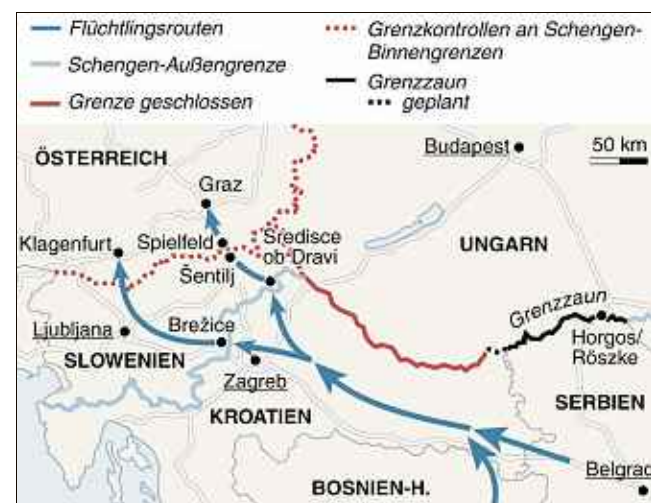 Flüchtlingsrouten
Schengen-Außengrenze
Grenze geschlossen
Grenzkontrollen an Schengen-
Binnengrenzen
Grenzzaun
geplant
ÖSTERREICH
Budapest
50 km
Graz
Klagenfurt
Spielfeld
Sredisce
ob Dravi
UNGARN
Šentilj
Grenzzaun
Ljubljana
Brežice
Horgos/
Röszke
SLOWENIEN
Zagreb
SERBIEN
KROATIEN
Belgrad
BOSNIEN-H.